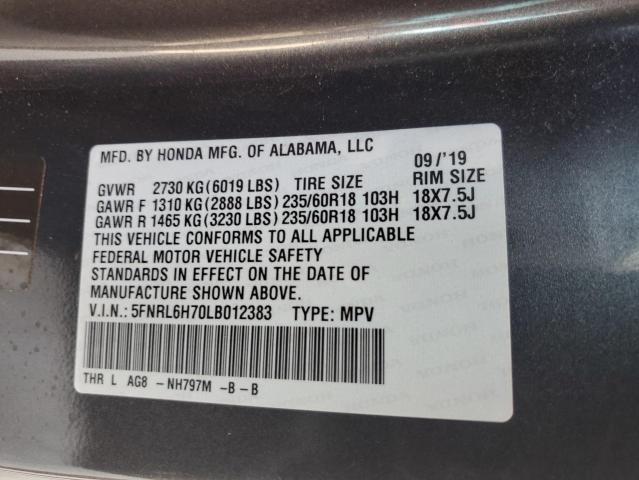 MFD. BY HONDA MFG. OF ALABAMA, LLC 09/'19
GVWR 2730 KG(6019 LBS) TIRE SIZE RIM SIZE
GAWR F 1310 KG(2888 LBS) 235/60R18 103H 18X7.5J
GAWR R 1465 KG(3230 LBS) 235/60R18 103H 18X7.5J
THIS VEHICLE CONFORMS TO ALL APPLICABLE
FEDERAL MOTOR VEHICLE SAFETY
STANDARDS IN EFFECT ON THE DATE OF
MANUFACTURE SHOWN ABOVE.
V.I.N.: 5FNRL6H70LB012383 TYPE: MPV
THR L AG8 -NH797M -B-B